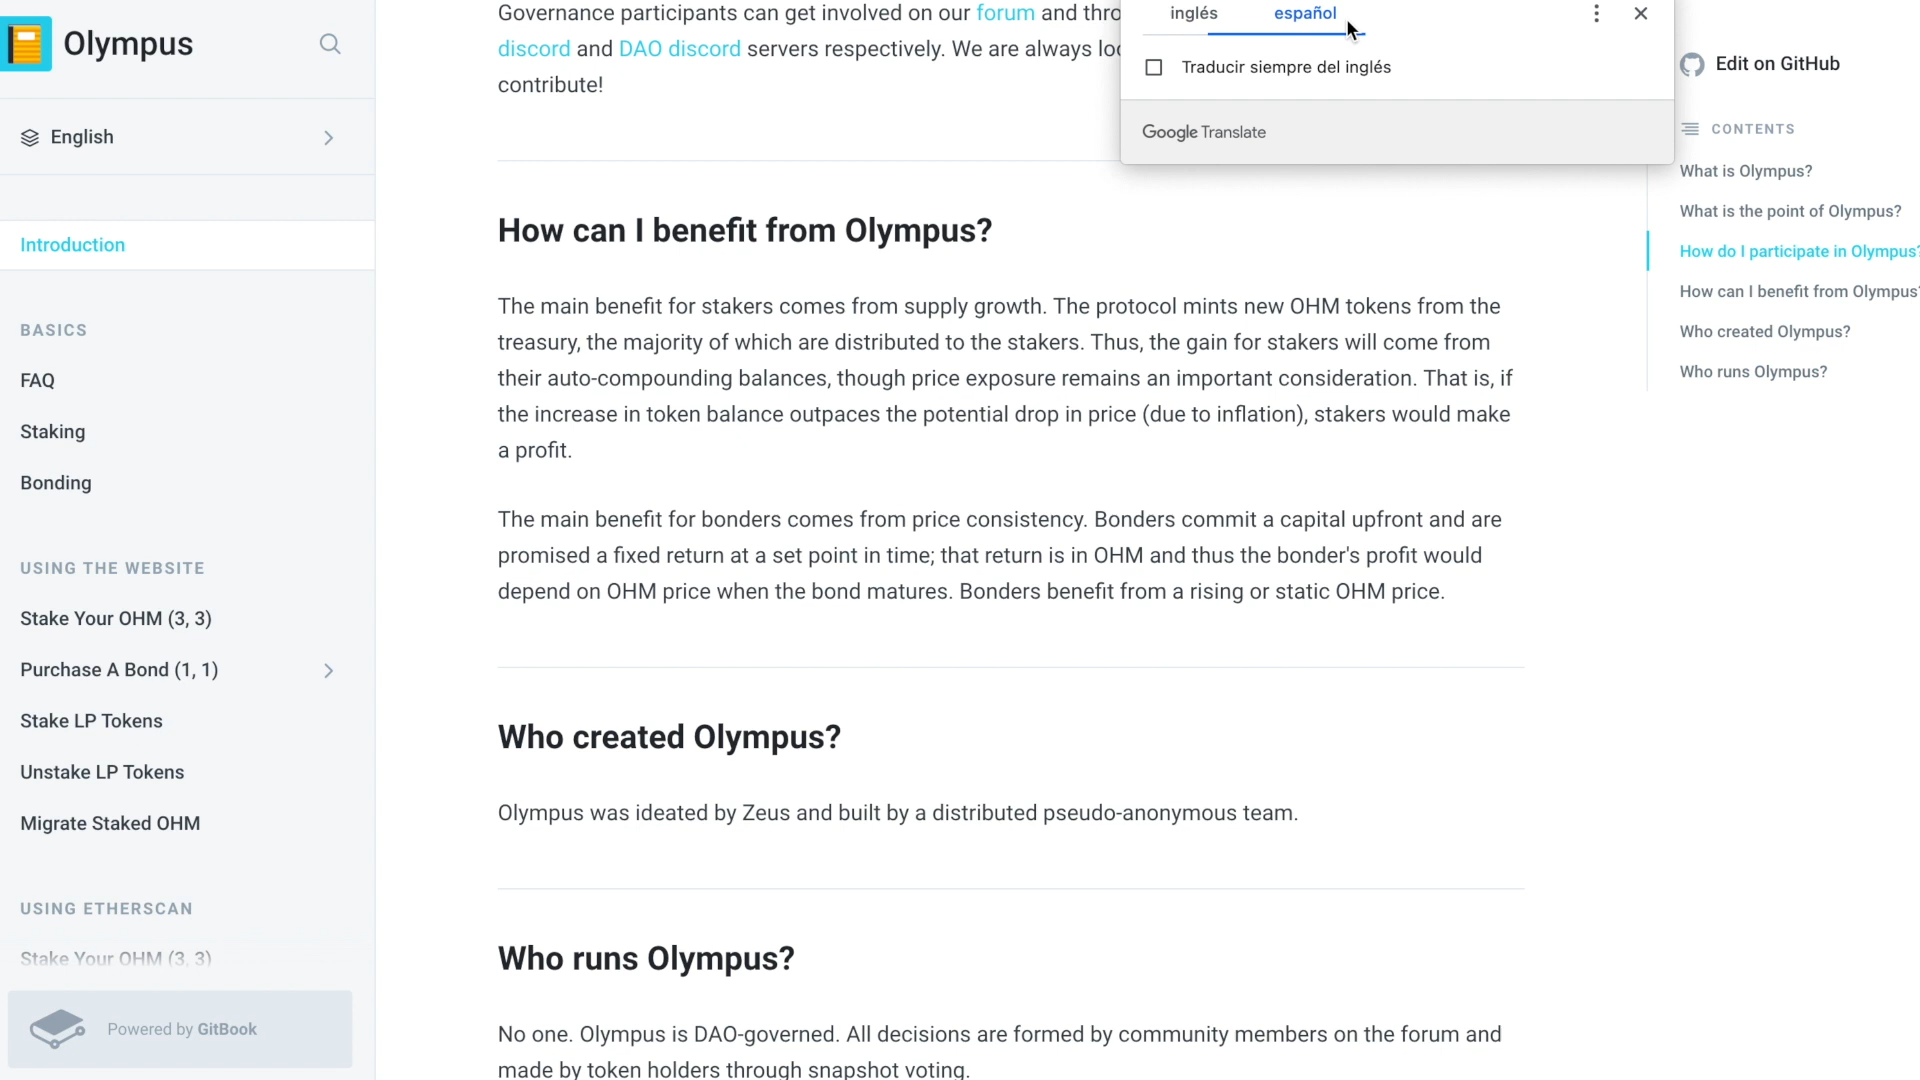 Olympus
English
Introduction
BASICS
FAQ
Staking
Bonding
USING THE WEBSITE
Stake Your OHM (3, 3)
Purchase A Bond (1, 1)
Stake LP Tokens
Unstake LP Tokens
Migrate Staked OHM
USING ETHERSCAN
Stake Your OHM (3, 3)
Powered by GitBook
Governance participants can get involved on our forum and thro
discord and DAO discord servers respectively. We are always loo
contribute!
How can I benefit from Olympus?
The main benefit for stakers comes from supply growth. The protocol mints new OHM tokens from the
treasury, the majority of which are distributed to the stakers. Thus, the gain for stakers will come from
their auto-compounding balances, though price exposure remains an important consideration. That is, if
the increase in token balance outpaces the potential drop in price (due to inflation), stakers would make
a profit.
The main benefit for bonders comes from price consistency. Bonders commit a capital upfront and are
promised a fixed return at a set point in time; that return is in OHM and thus the bonder's profit would
depend on OHM price when the bond matures. Bonders benefit from a rising or static OHM price.
Who created Olympus?
Olympus was ideated by Zeus and built by a distributed pseudo-anonymous team.
Who runs Olympus?
No one. Olympus is DAO-governed. All decisions are formed by community members on the forum and
made by token holders through snapshot voting.
inglés español
Traducir siempre del inglés
Google Translate
Edit on GitHub
CONTENTS
What is Olympus?
What is the point of Olympus?
How do I participate in Olympus?
How can I benefit from Olympus?
Who created Olympus?
Who runs Olympus?